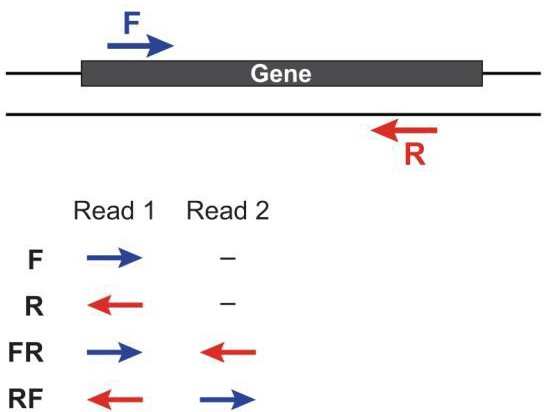 F
Gene
R
Read 1 Read 2
F –
R –
FR
RF